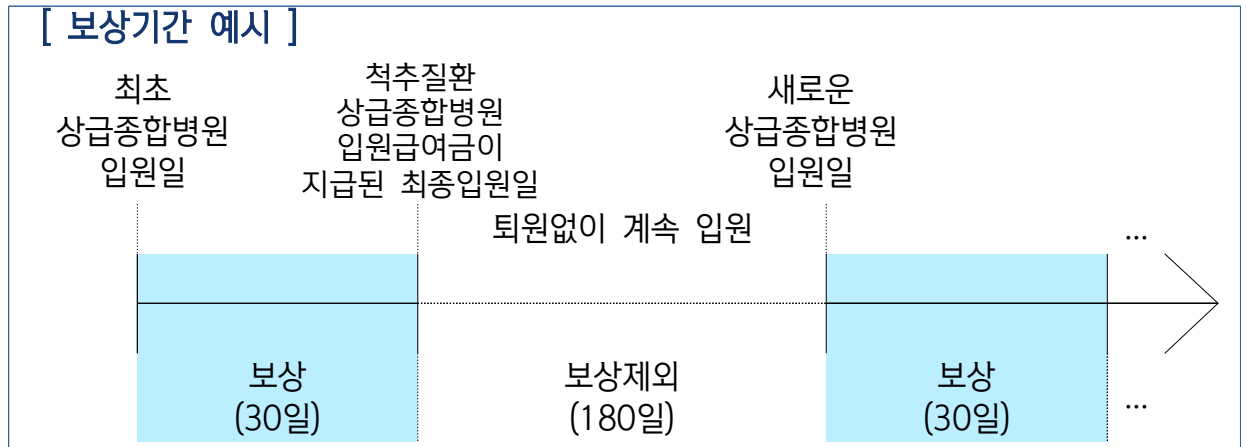 [ 보상기간 예시 ]
최초
상급종합병원
입원일
척추질환
상급종합병원
입원급여금이
지급된 최종입원일
새로운
상급종합병원
입원일
퇴원없이 계속 입원
...
보상
(30일)
보상제외
(180일)
보상
(30일)
...